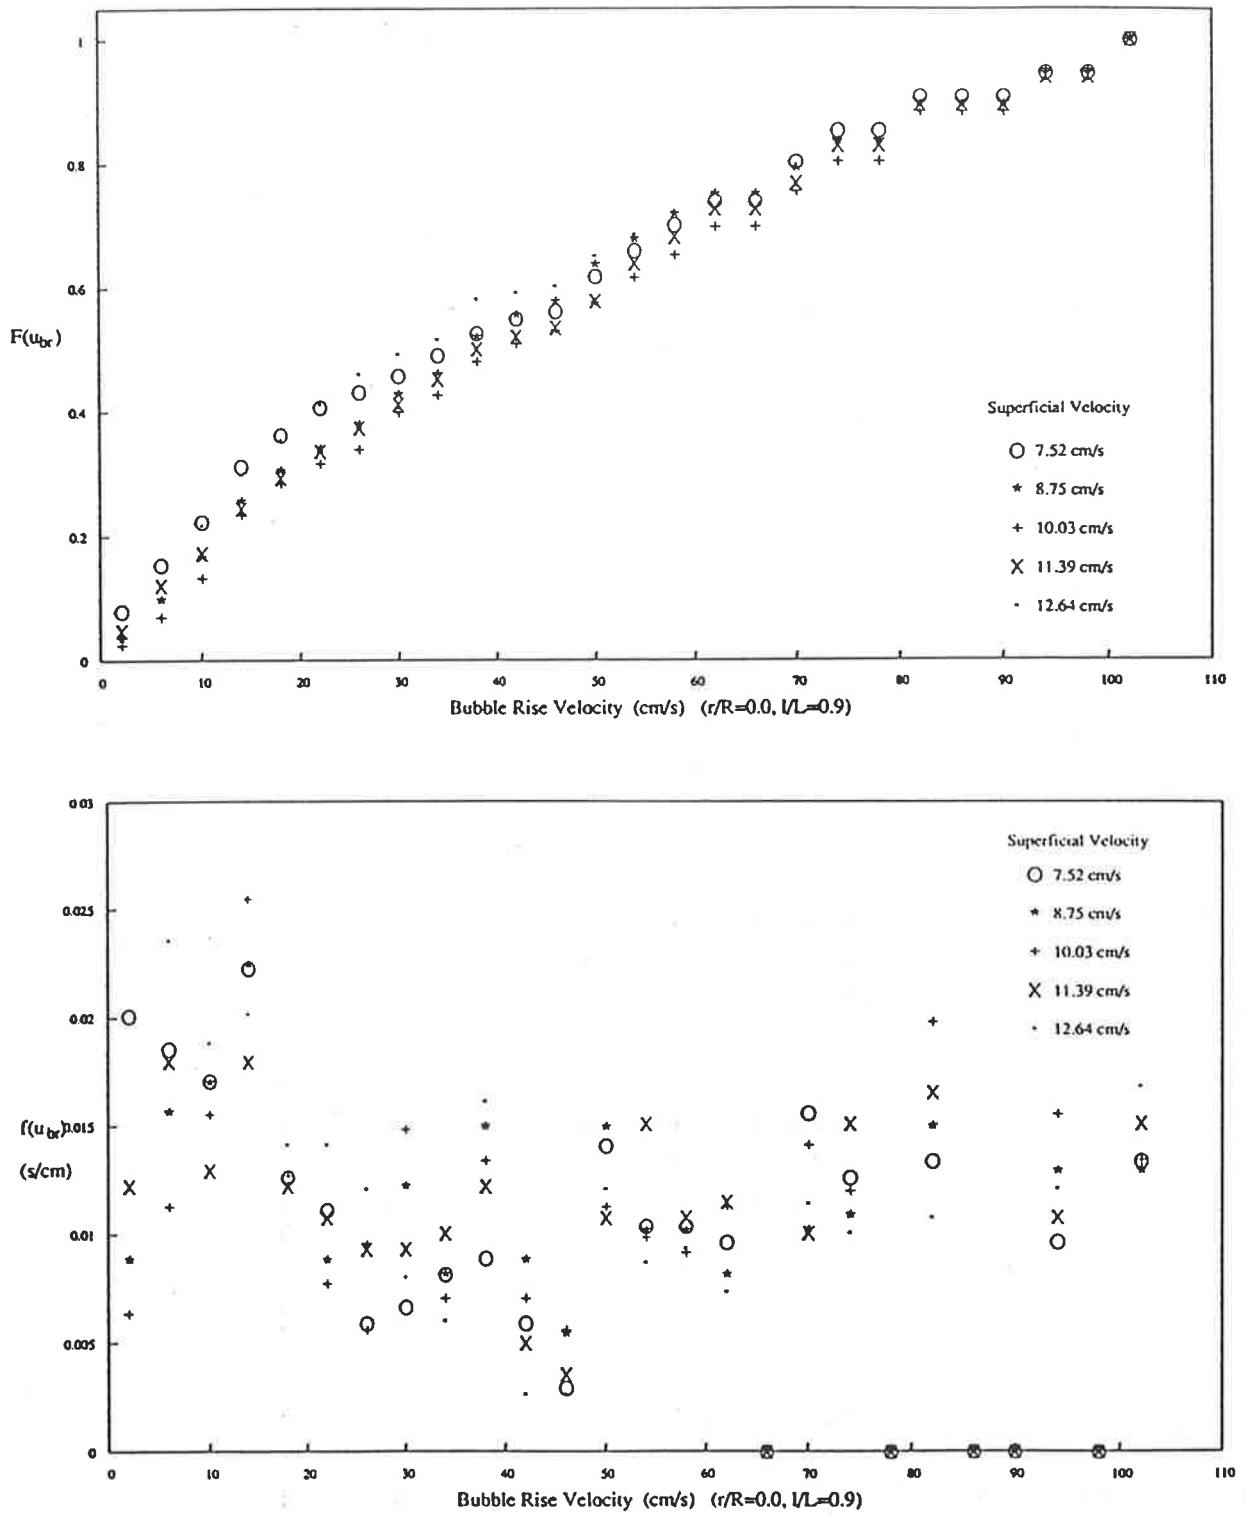 1
0.8
0.6
F(ubr)
0.4
0.2
0
Superficial Velocity
7.52 cm/s
8.75 cm/s
10.03 cm/s
11.39 cm/s
12.64 cm/s
0 10 20 30 40 50 60 70 80 90 100 110
Bubble Rise Velocity (cm/s) (r/R=0.0, l/L=0.9)
0.03
0.025
0.02
f(ubr)0.015
(s/cm)
0.01
0.005
0
Superficial Velocity
7.52 cm/s
8.75 cm/s
10.03 cm/s
11.39 cm/s
12.64 cm/s
0 10 20 30 40 50 60 70 80 90 100 110
Bubble Rise Velocity (cm/s) (r/R=0.0, l/L=0.9)